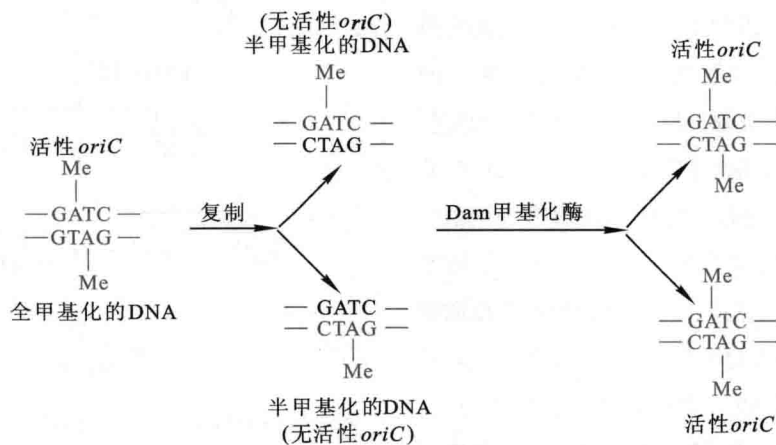 活性oriC
Me
—GATC—
—GTAG—
Me
全甲基化的DNA
复制
(无活性oriC)
半甲基化的DNA
Me
—GATC—
—CTAG—
—GATC—
—CTAG—
Me
半甲基化的DNA
(无活性oriC)
Dam甲基化酶
活性oriC
Me
—GATC—
—CTAG—
Me
Me
—GATC—
—CTAG—
Me
活性oriC